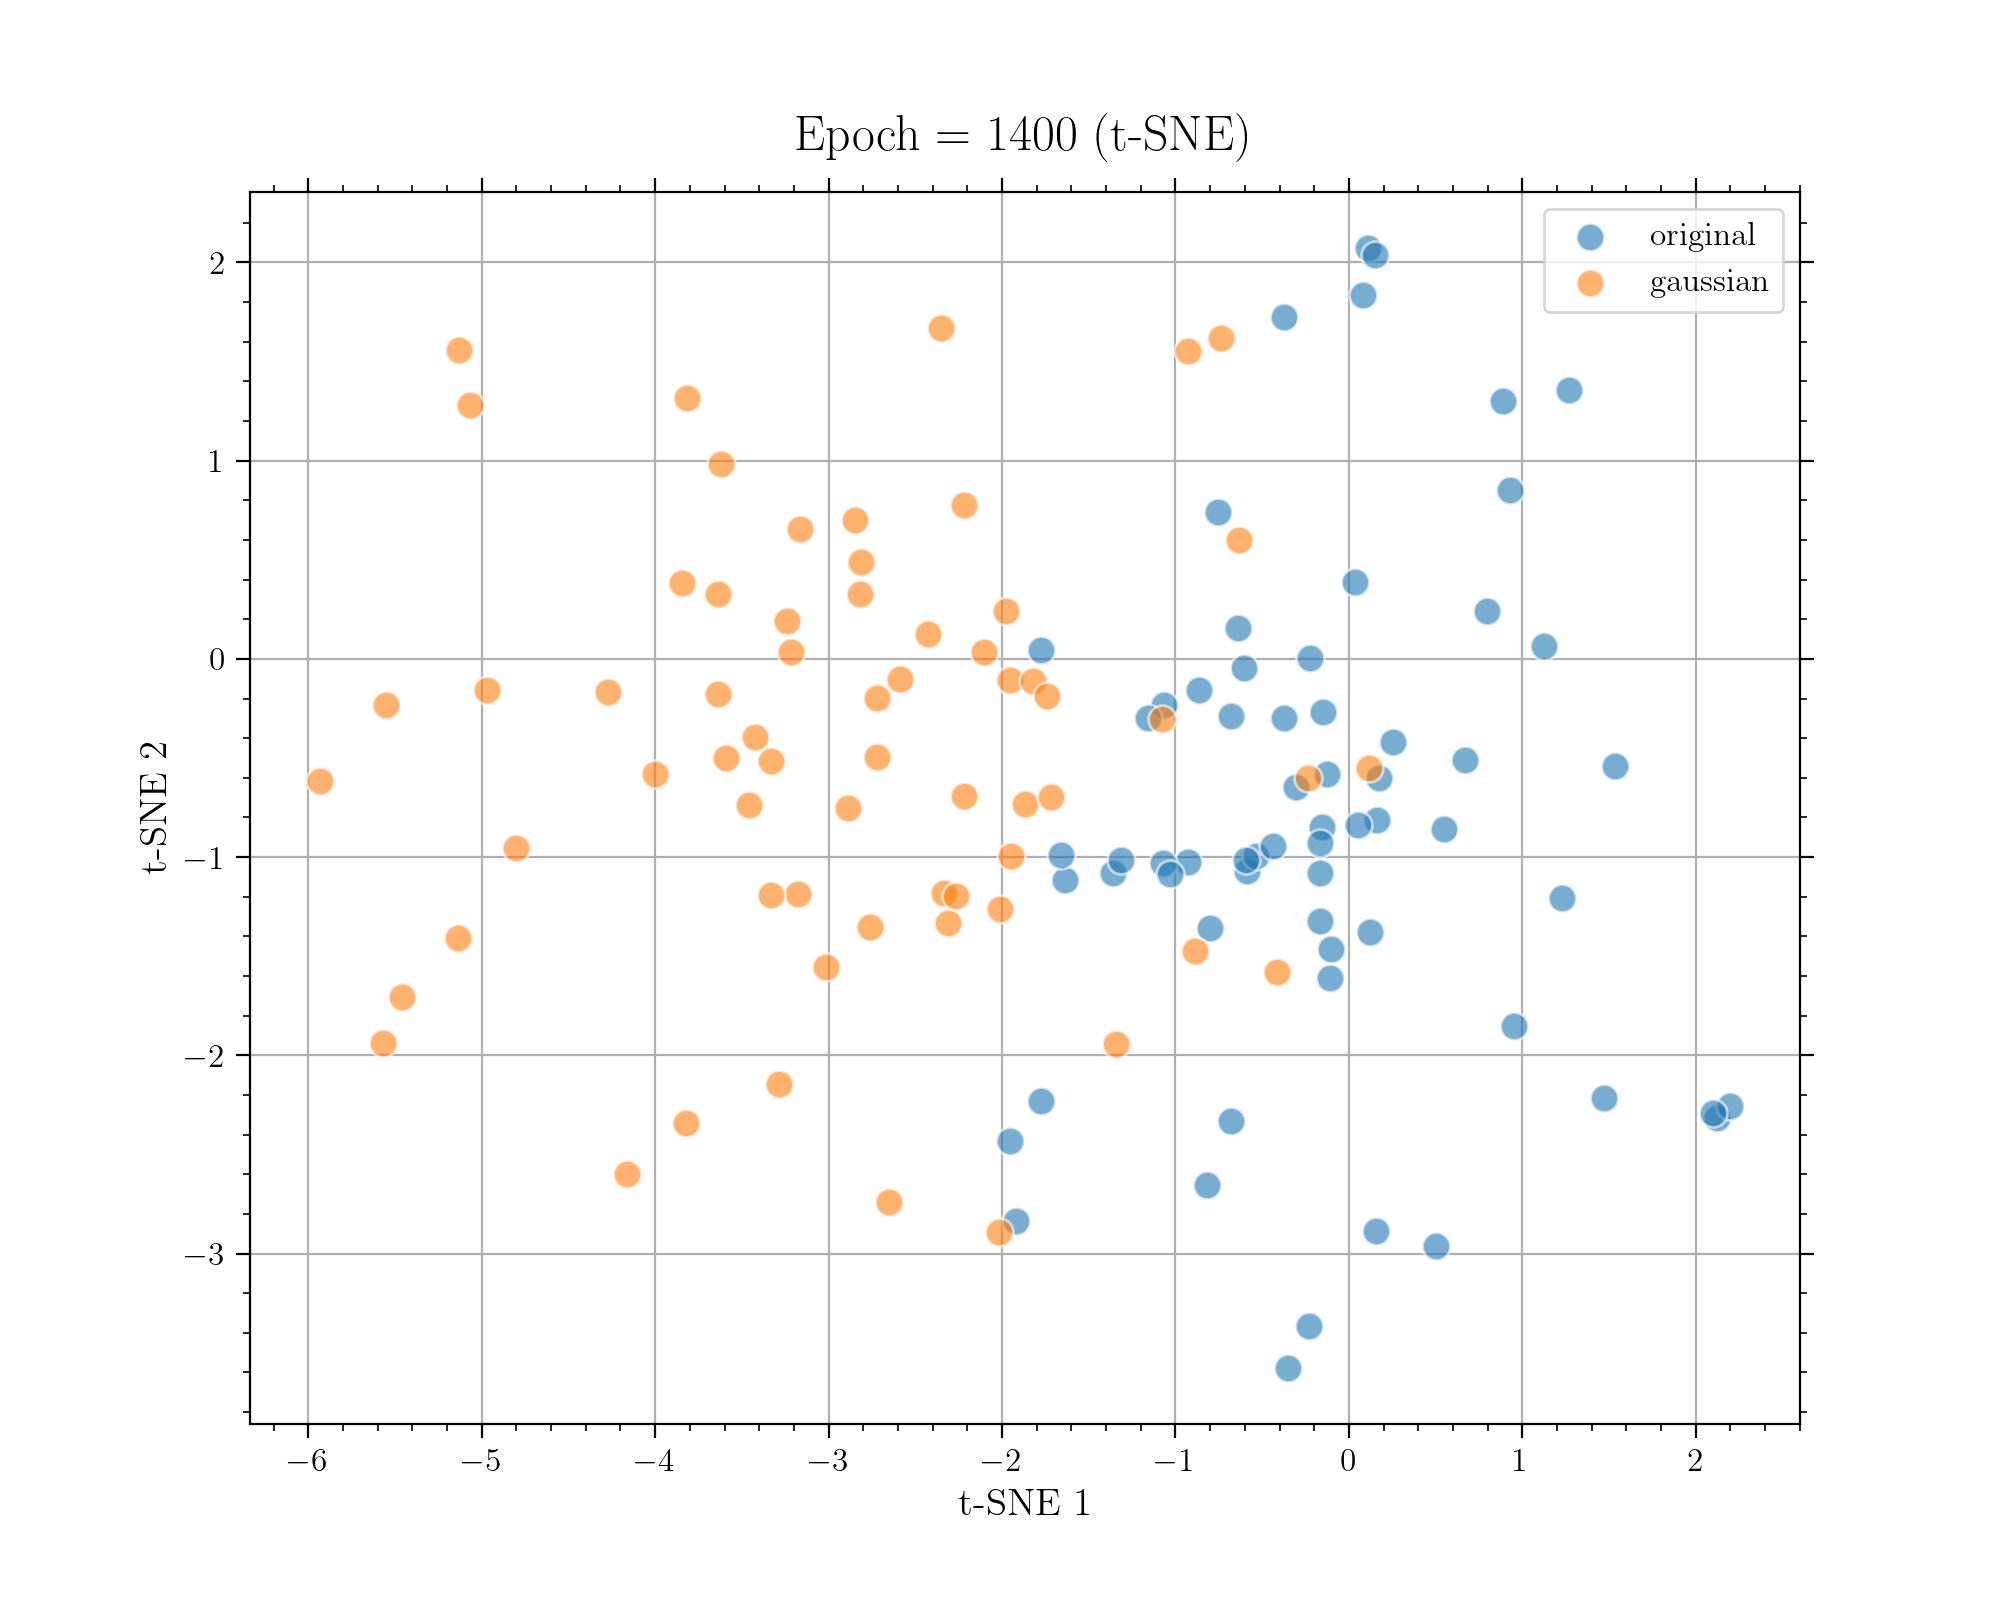 Epoch = 1400 (t-SNE)
original
gaussian
2
1
0
−1
−2
−3
t-SNE 2
−6 −5 −4 −3 −2 −1 0 1 2
t-SNE 1